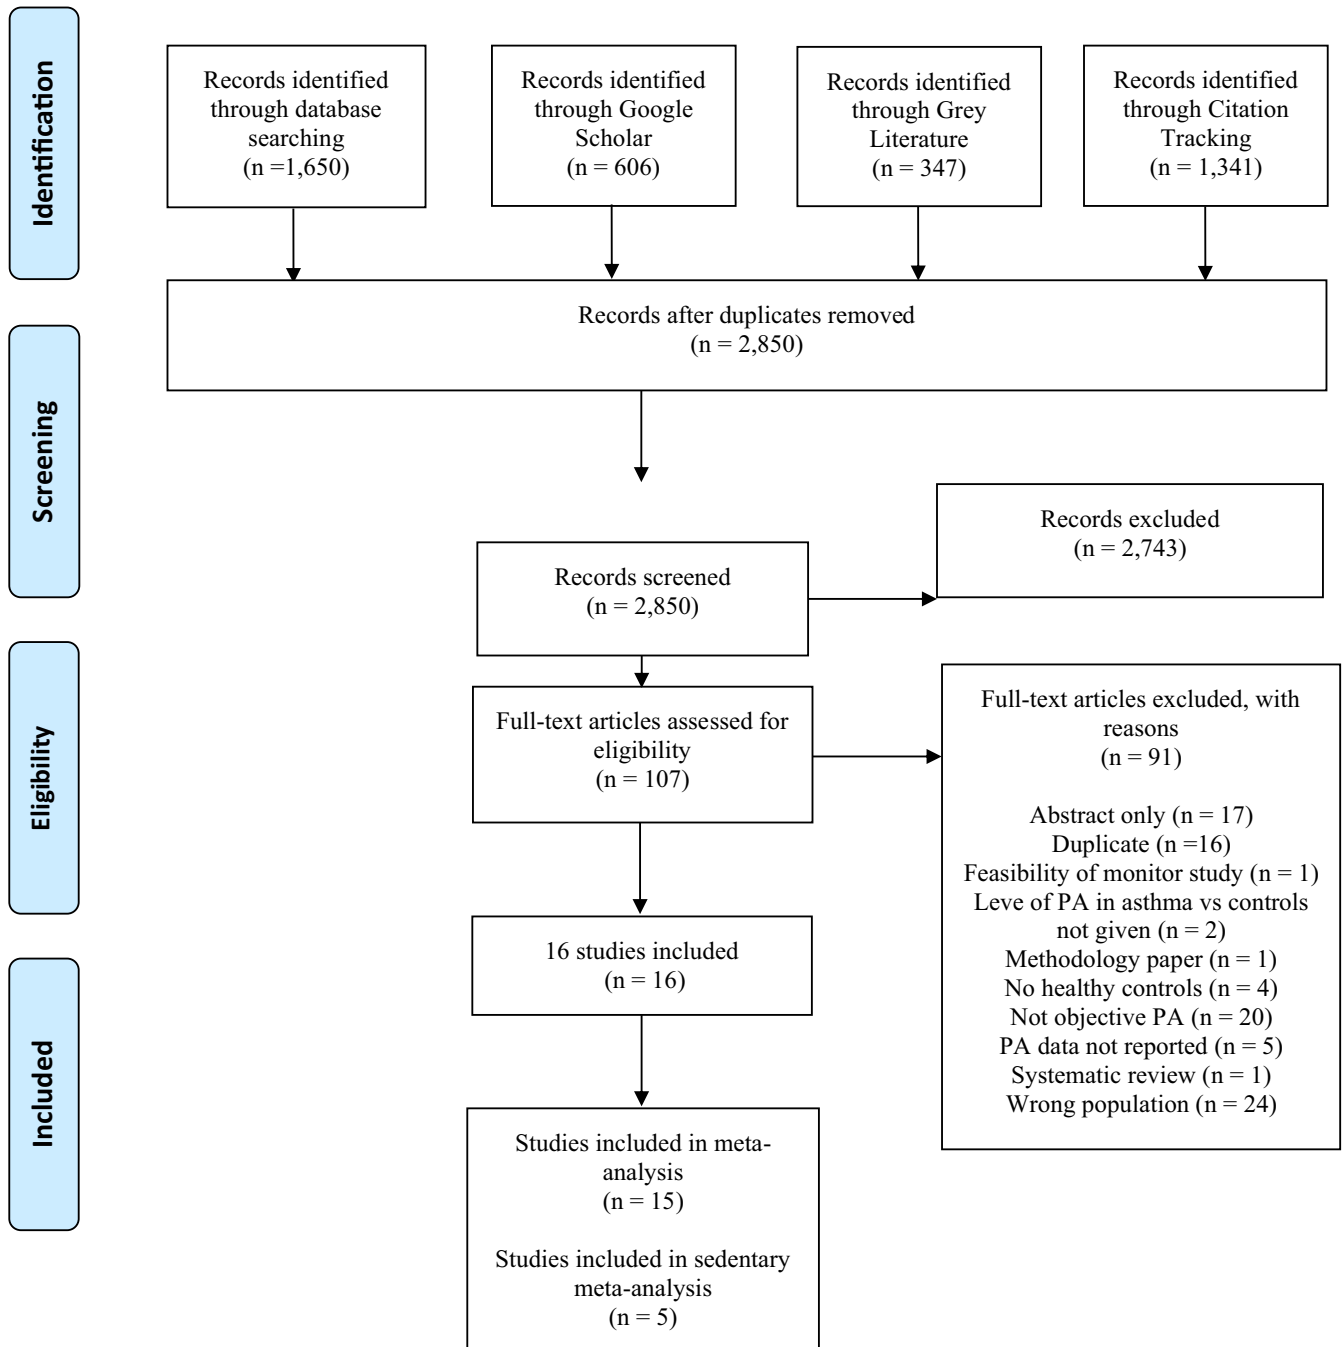 Identification
Records identified
through database
searching
(n =1,650)
Records identified
through Google
Scholar
(n = 606)
Records identified
through Grey
Literature
(n = 347)
Records identified
through Citation
Tracking
(n = 1,341)
Records after duplicates removed
(n = 2,850)
Screening
Records screened
(n = 2,850)
Records excluded
(n = 2,743)
Eligibility
Full-text articles assessed for
eligibility
(n = 107)
Full-text articles excluded, with
reasons
(n = 91)
Abstract only (n = 17)
Duplicate (n =16)
Feasibility of monitor study (n = 1)
Leve of PA in asthma vs controls
not given (n = 2)
Methodology paper (n = 1)
No healthy controls (n = 4)
Not objective PA (n = 20)
PA data not reported (n = 5)
Systematic review (n = 1)
Wrong population (n = 24)
16 studies included
(n = 16)
Included
Studies included in meta-
analysis
(n = 15)
Studies included in sedentary
meta-analysis
(n = 5)